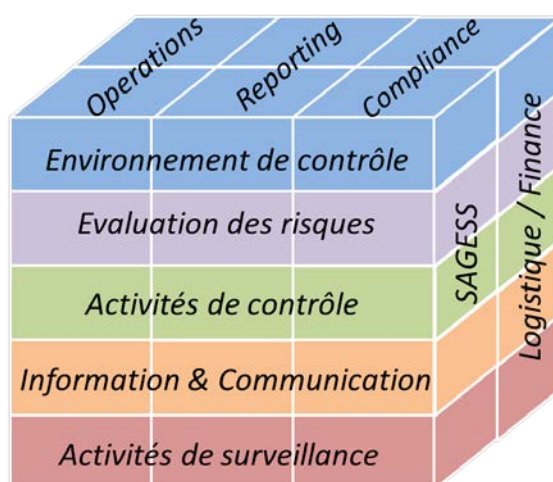 Operations
Reporting
Compliance
Environnement de contrôle
Evaluation des risques
Activités de contrôle
Information & Communication
Activités de surveillance
SAGESS
Logistique / Finance